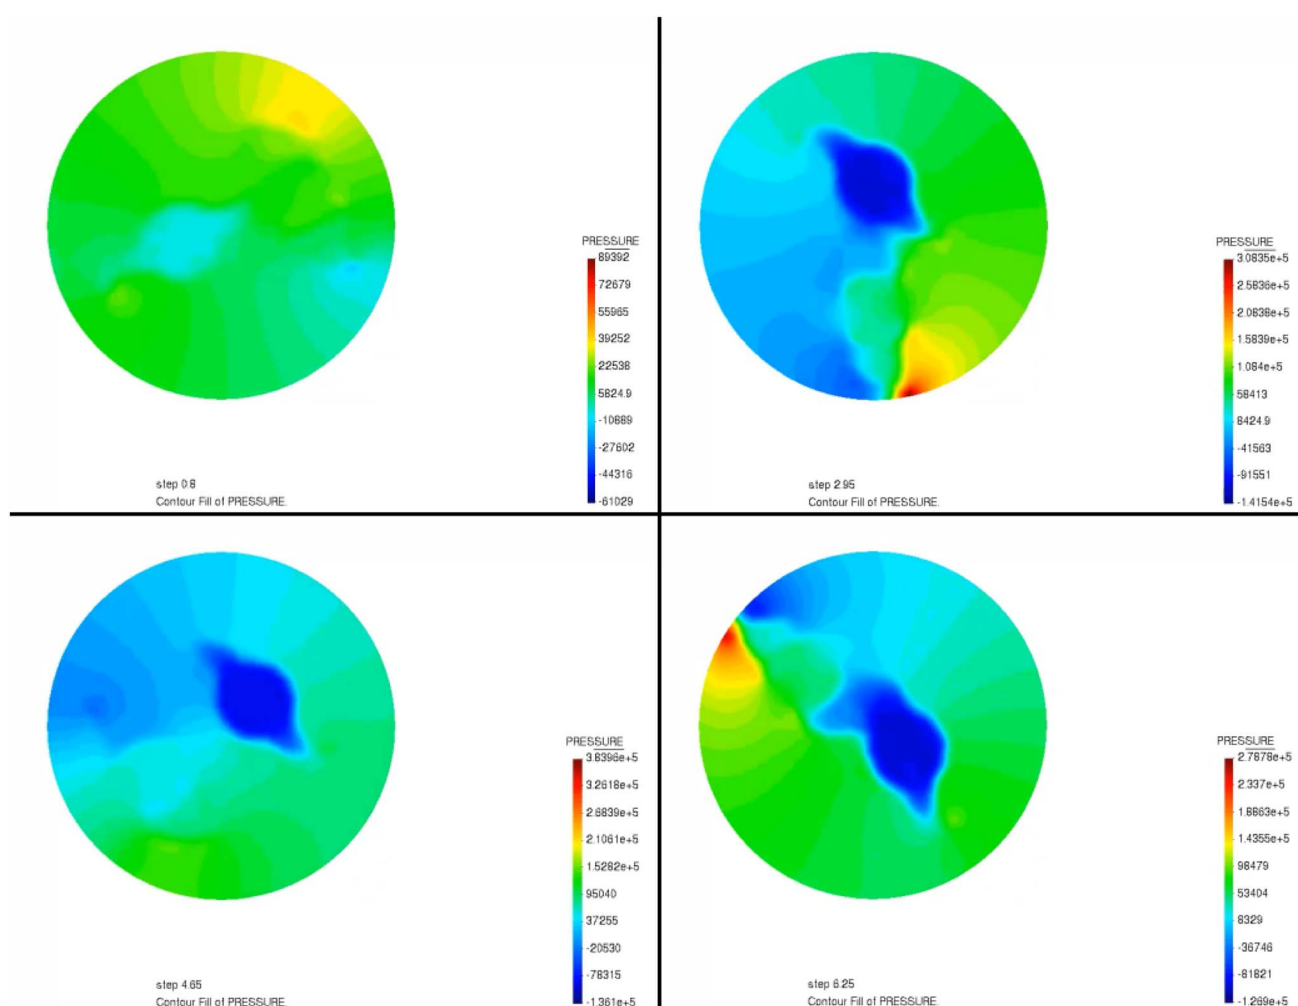 PRESSURE
89392
72679
55965
39252
22538
5824.9
-10889
-27602
-44316
-61029
step 0.8
Contour Fill of PRESSURE.
PRESSURE
3.0835e+5
2.5836e+5
2.0838e+5
1.5839e+5
1.084e+5
58413
8424.9
-41563
-91551
-1.4154e+5
step 2.95
Contour Fill of PRESSURE.
PRESSURE
3.8396e+5
3.2618e+5
2.6839e+5
2.1061e+5
1.5282e+5
95040
37255
-20530
-78315
-1.361e+5
step 4.65
Contour Fill of PRESSURE.
PRESSURE
2.7878e+5
2.337e+5
1.8863e+5
1.4355e+5
98479
53404
8329
-36746
-81821
-1.269e+5
step 6.25
Contour Fill of PRESSURE.